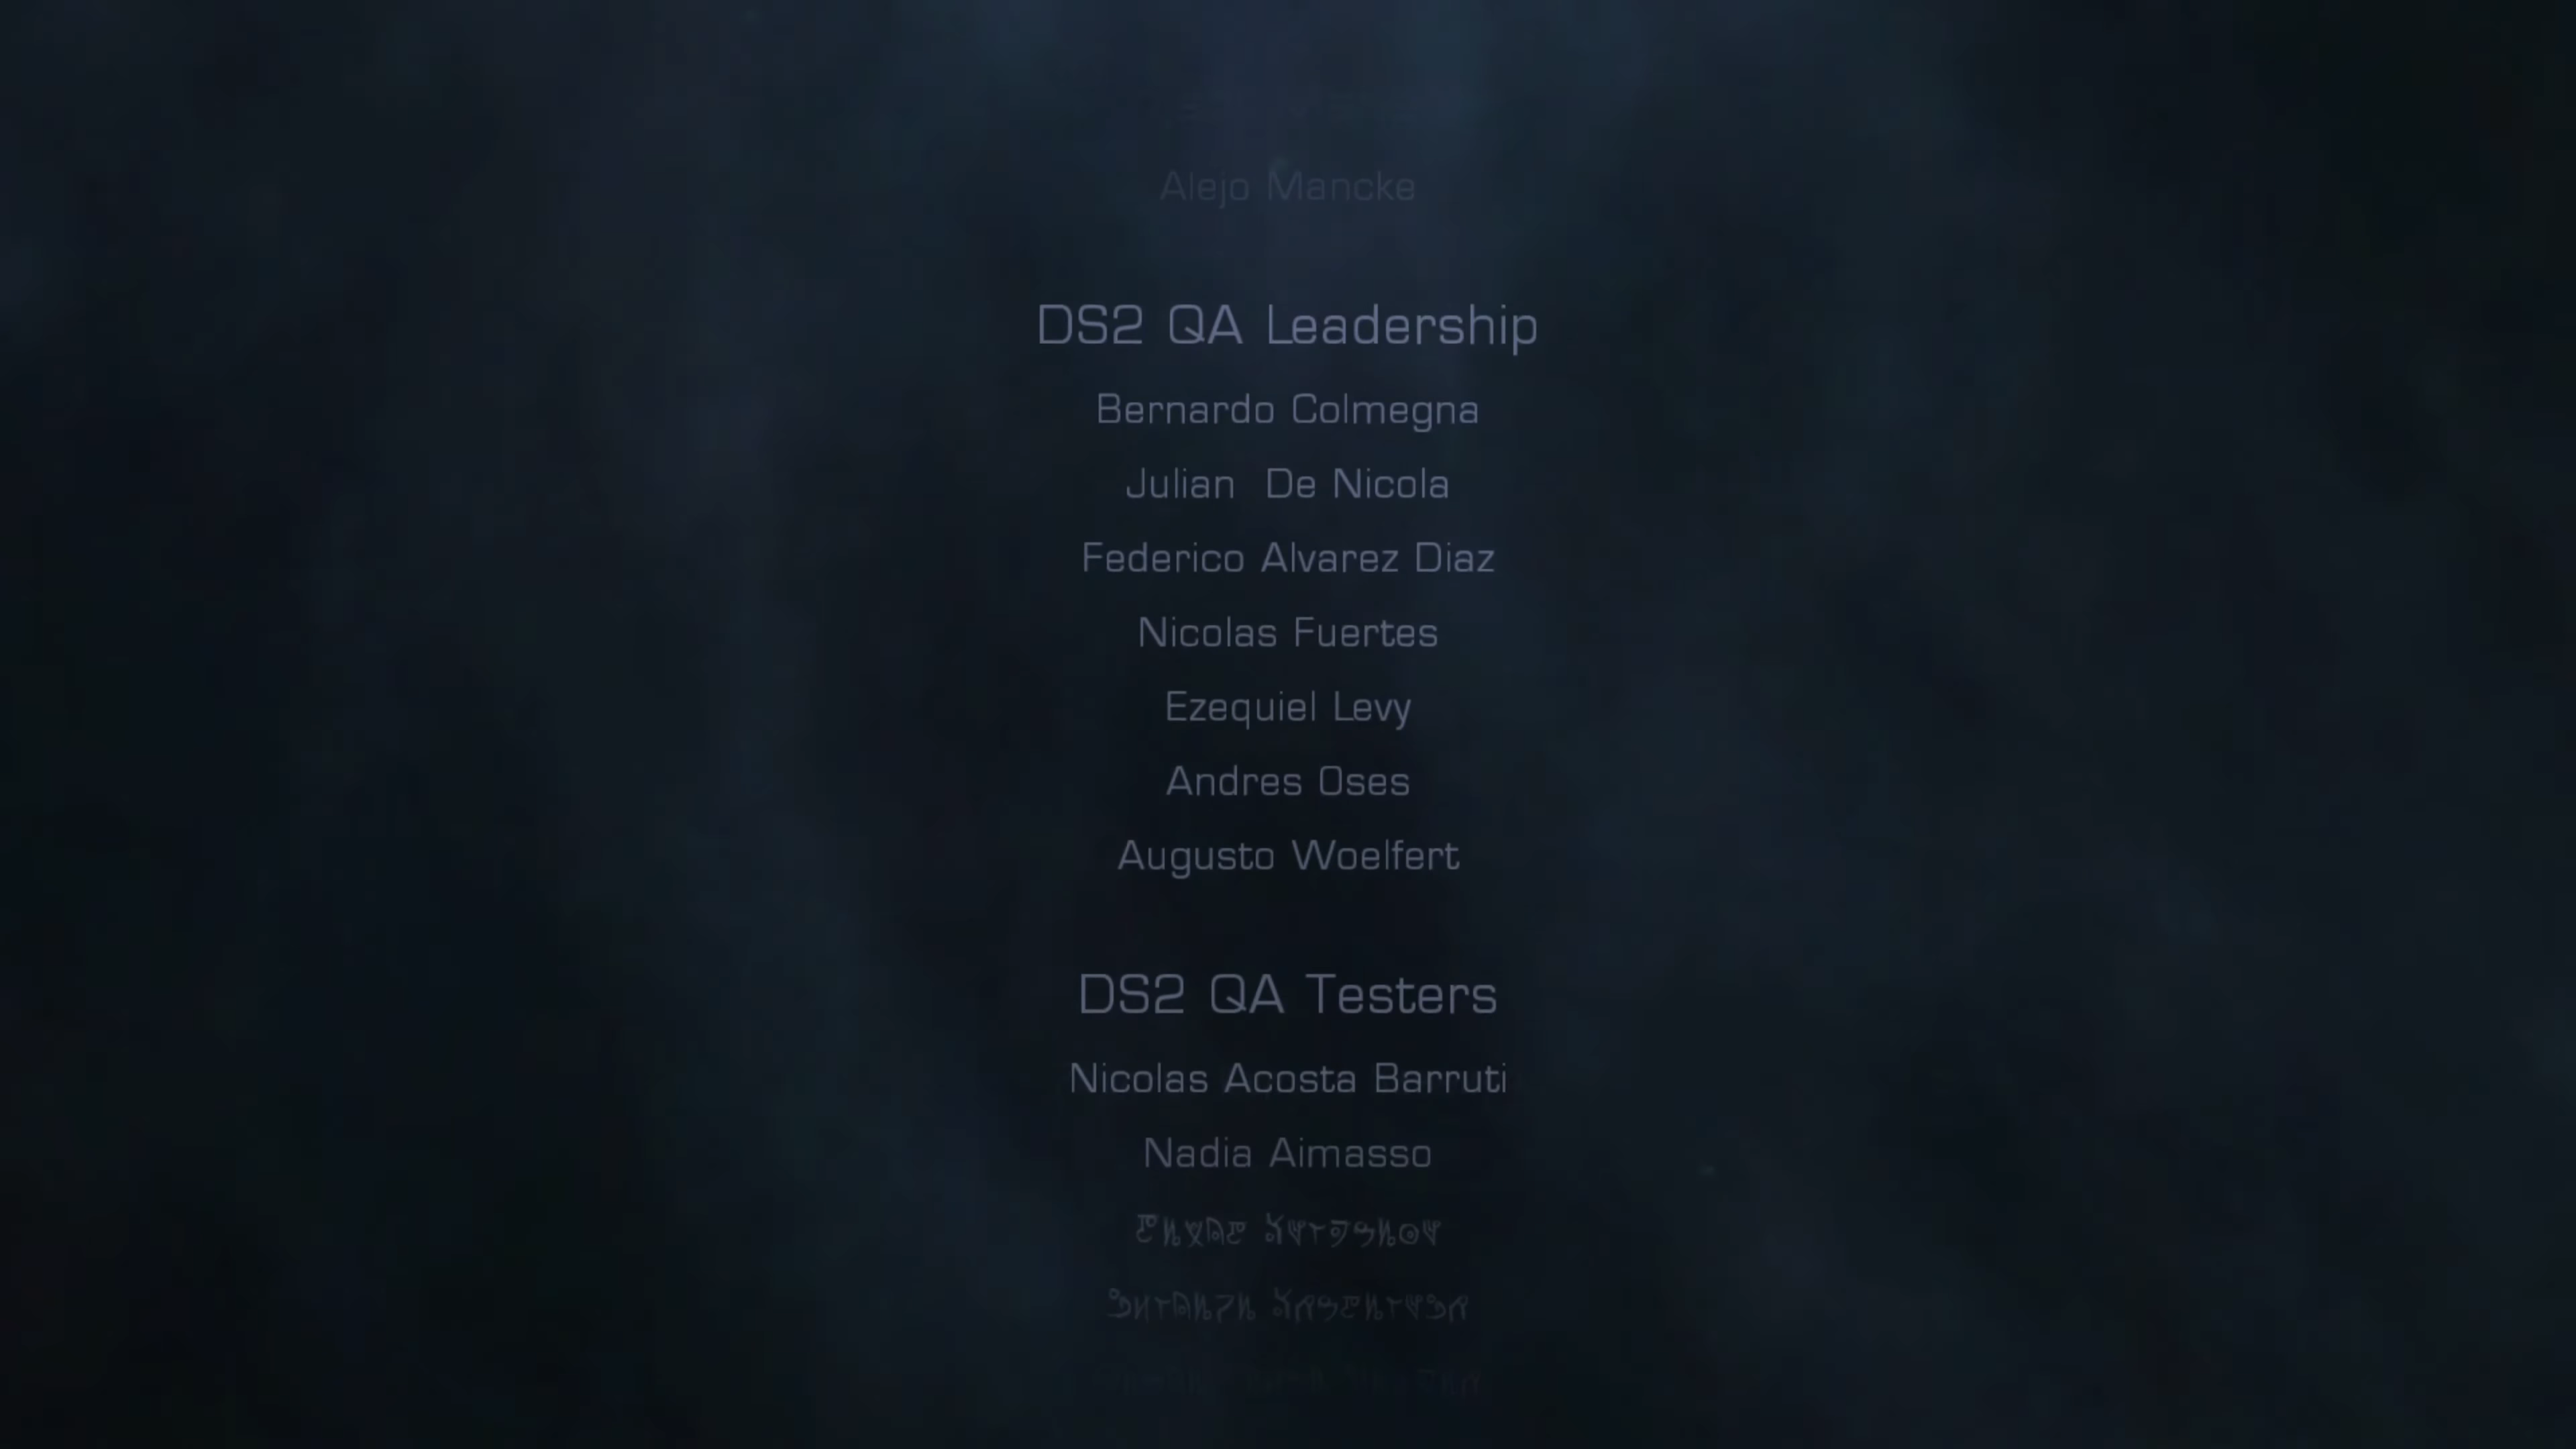 Alejo Mancke
DS2 QA Leadership
Bernardo Colmegna
Julian  De Nicola
Federico Alvarez Diaz
Nicolas Fuertes
Ezequiel Levy
Andres Oses
Augusto Woelfert
DS2 QA Testers
Nicolas Acosta Barruti
Nadia Aimasso